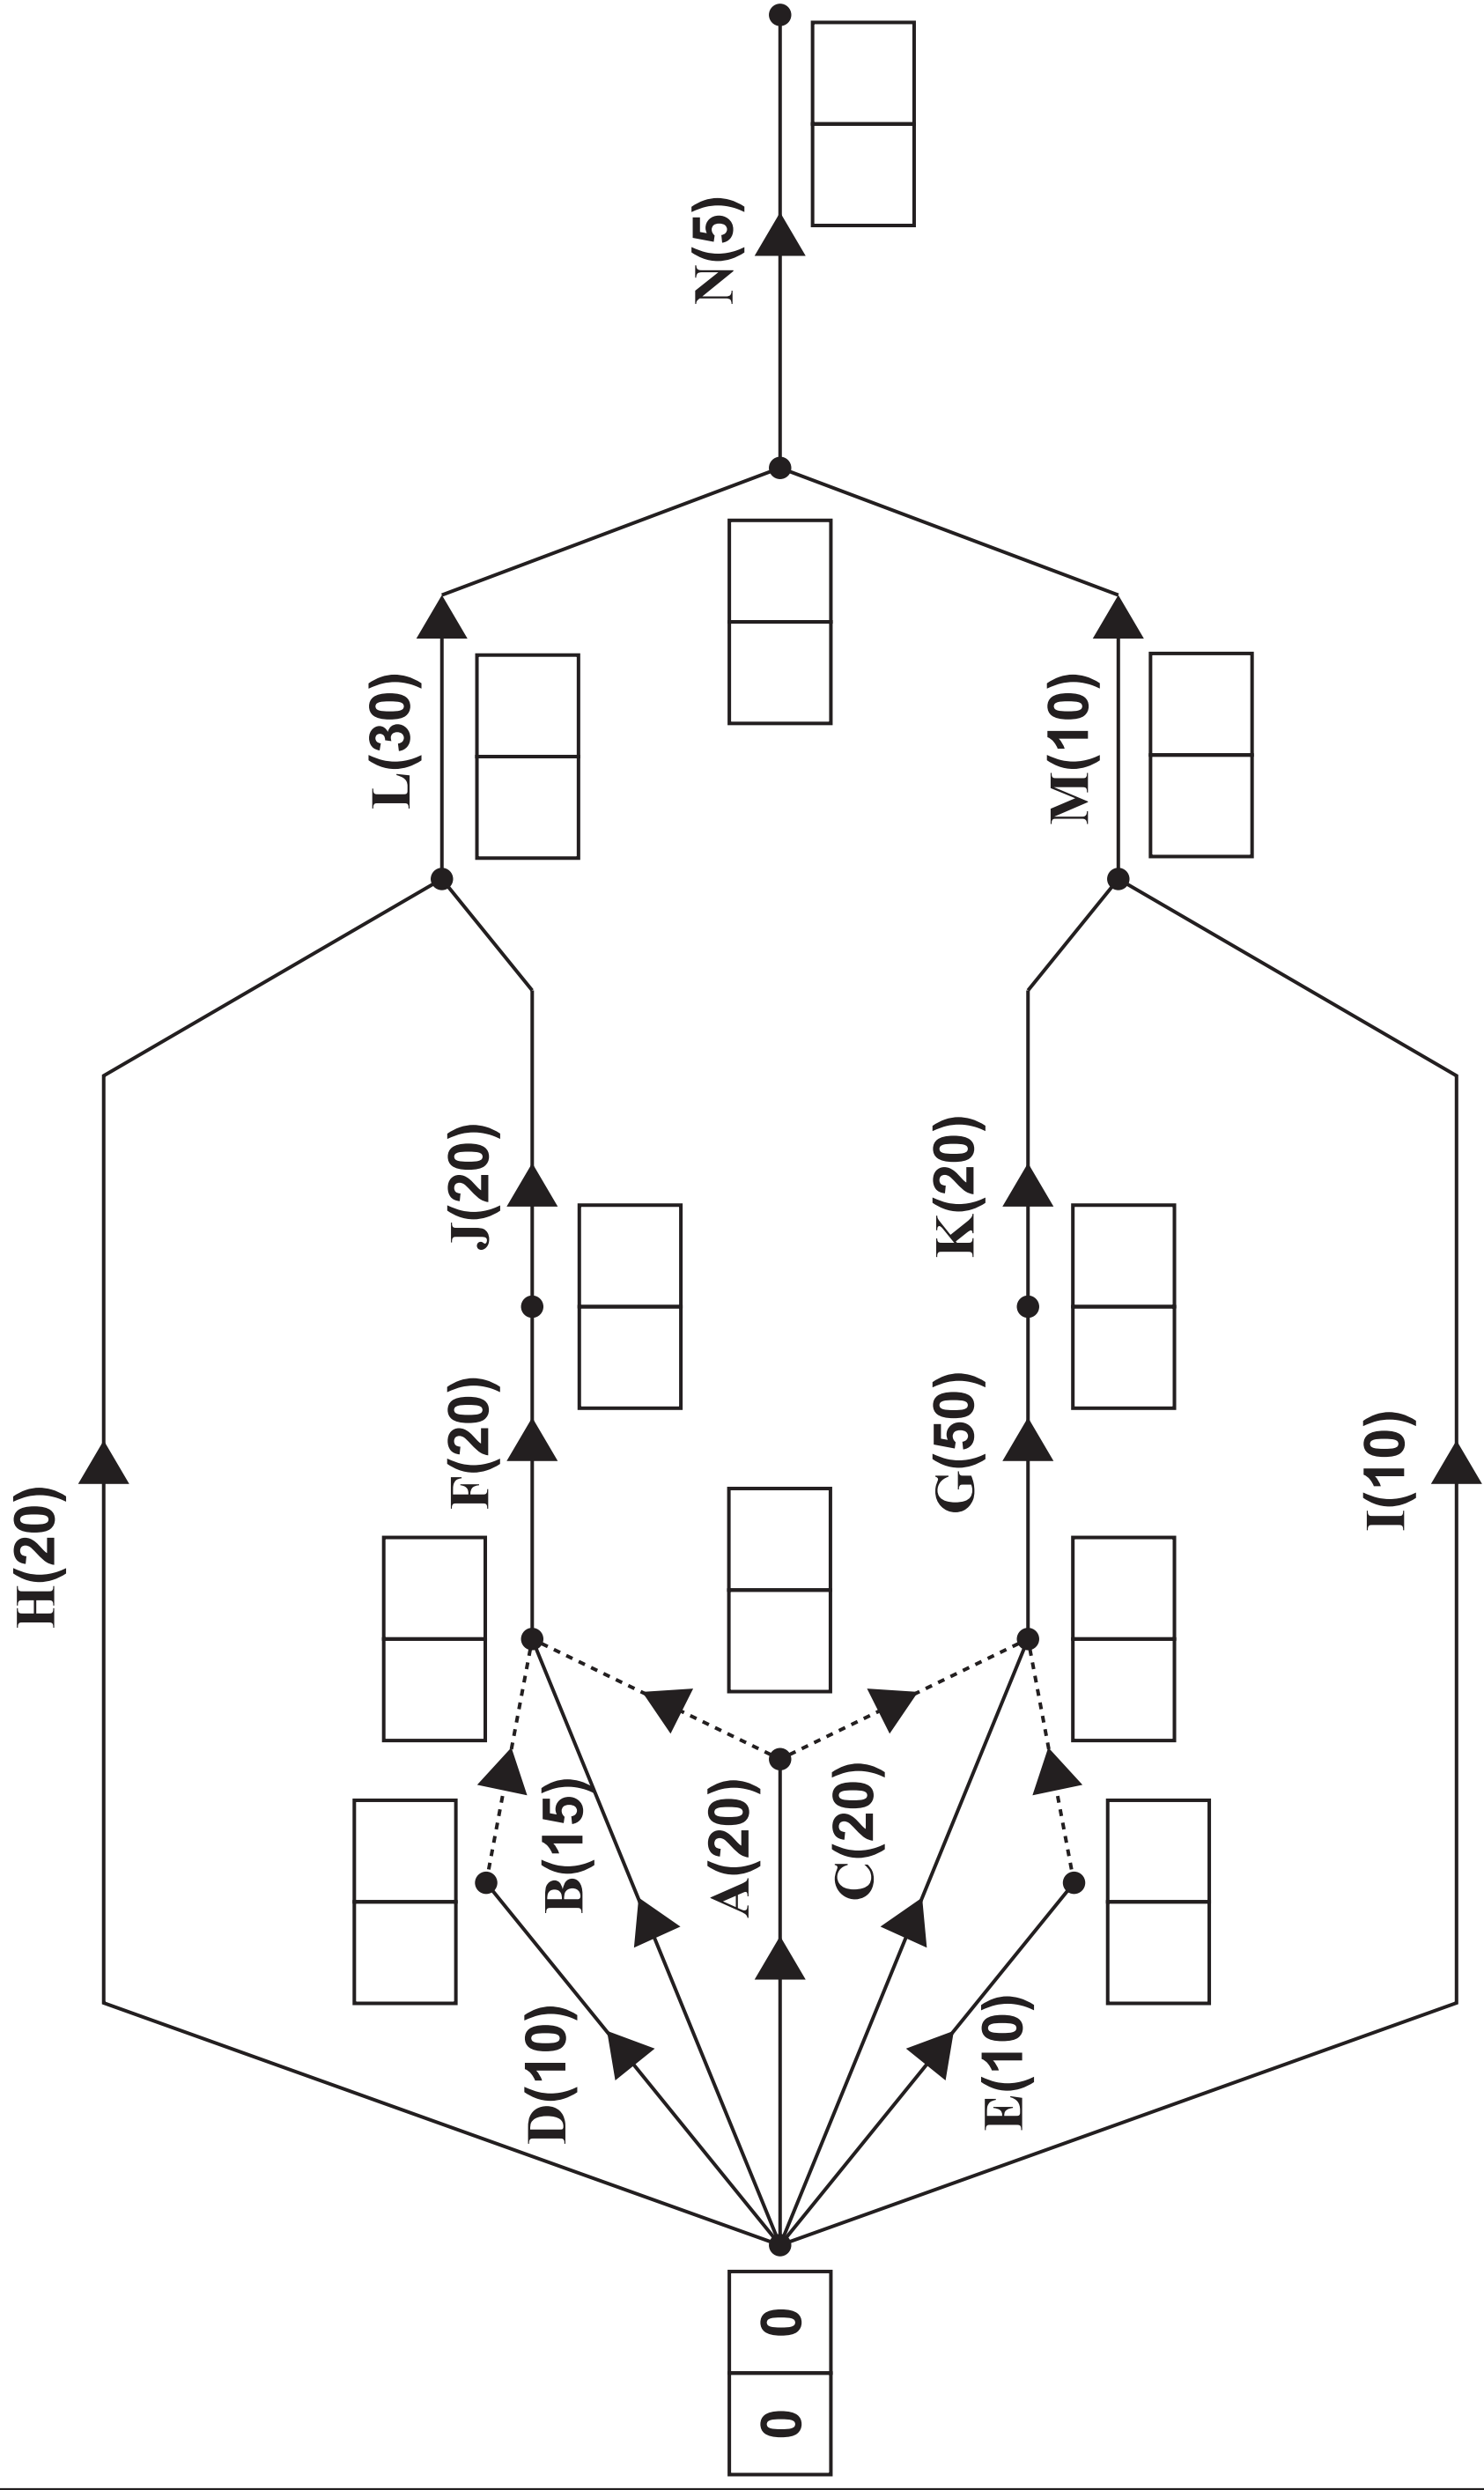 H(20)
L(30)
D(10)
F(20)
J(20)
B(15)
0 0
A(20)
N(5)
C(20)
G(50)
K(20)
E(10)
M(10)
I(10)